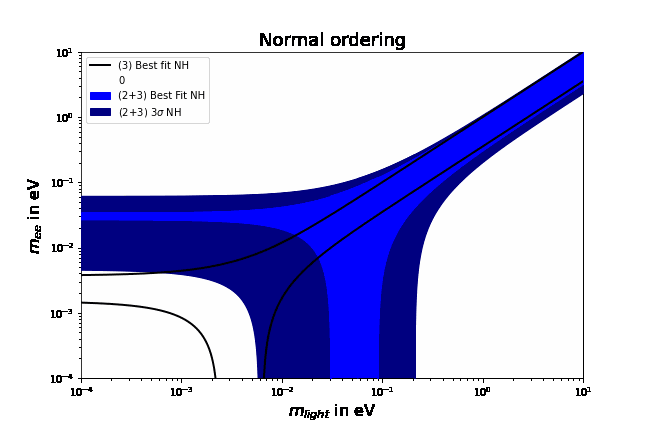 Normal ordering
(3) Best fit NH
0
(2+3) Best Fit NH
(2+3) 3σ NH
m_ee in eV
10¹
10⁰
10⁻¹
10⁻²
10⁻³
10⁻⁴
10⁻⁴ 10⁻³ 10⁻² 10⁻¹ 10⁰ 10¹
m_light in eV